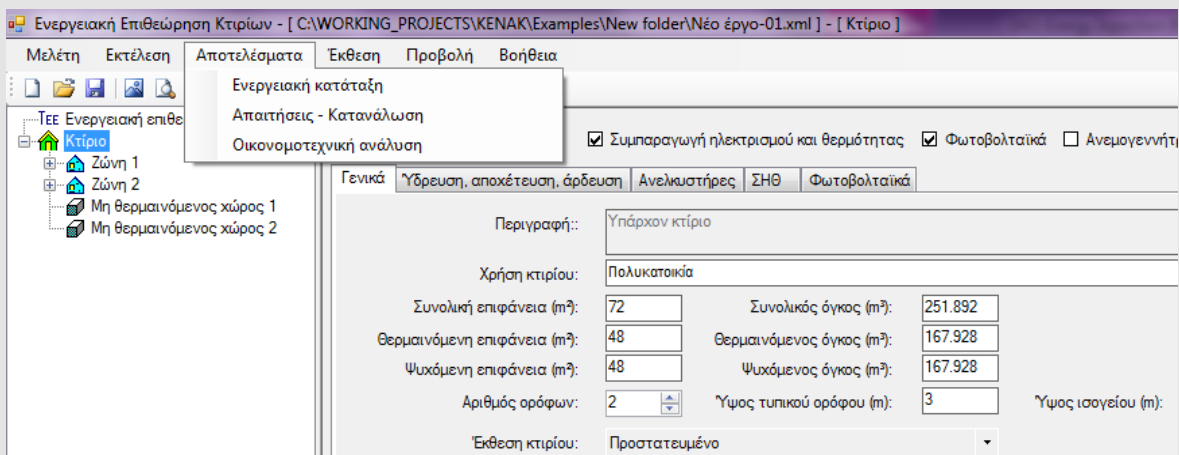 Ενεργειακή Επιθεώρηση Κτιρίων - [ C:\WORKING_PROJECTS\KENAK\Examples\New folder\Νέο έργο-01.xml ] - [ Κτίριο ]
Μελέτη Εκτέλεση Αποτελέσματα Έκθεση Προβολή Βοήθεια
Ενεργειακή κατάταξη
Απαιτήσεις - Κατανάλωση
Οικονομοτεχνική ανάλυση
ΤΕΕ Ενεργειακή επιθε
Κτίριο
Ζώνη 1
Ζώνη 2
Μη θερμαινόμενος χώρος 1
Μη θερμαινόμενος χώρος 2
Συμπαραγωγή ηλεκτρισμού και θερμότητας Φωτοβολταϊκά Ανεμογεννήτρ
Γενικά Ύδρευση, αποχέτευση, άρδευση Ανελκυστήρες ΣΗΘ Φωτοβολταϊκά
Περιγραφή:: Υπάρχον κτίριο
Χρήση κτιρίου: Πολυκατοικία
Συνολική επιφάνεια (m²): 72 Συνολικός όγκος (m³): 251.892
Θερμαινόμενη επιφάνεια (m²): 48 Θερμαινόμενος όγκος (m³): 167.928
Ψυχόμενη επιφάνεια (m²): 48 Ψυχόμενος όγκος (m³): 167.928
Αριθμός ορόφων: 2 Ύψος τυπικού ορόφου (m): 3 Ύψος ισογείου (m):
Έκθεση κτιρίου: Προστατευμένο